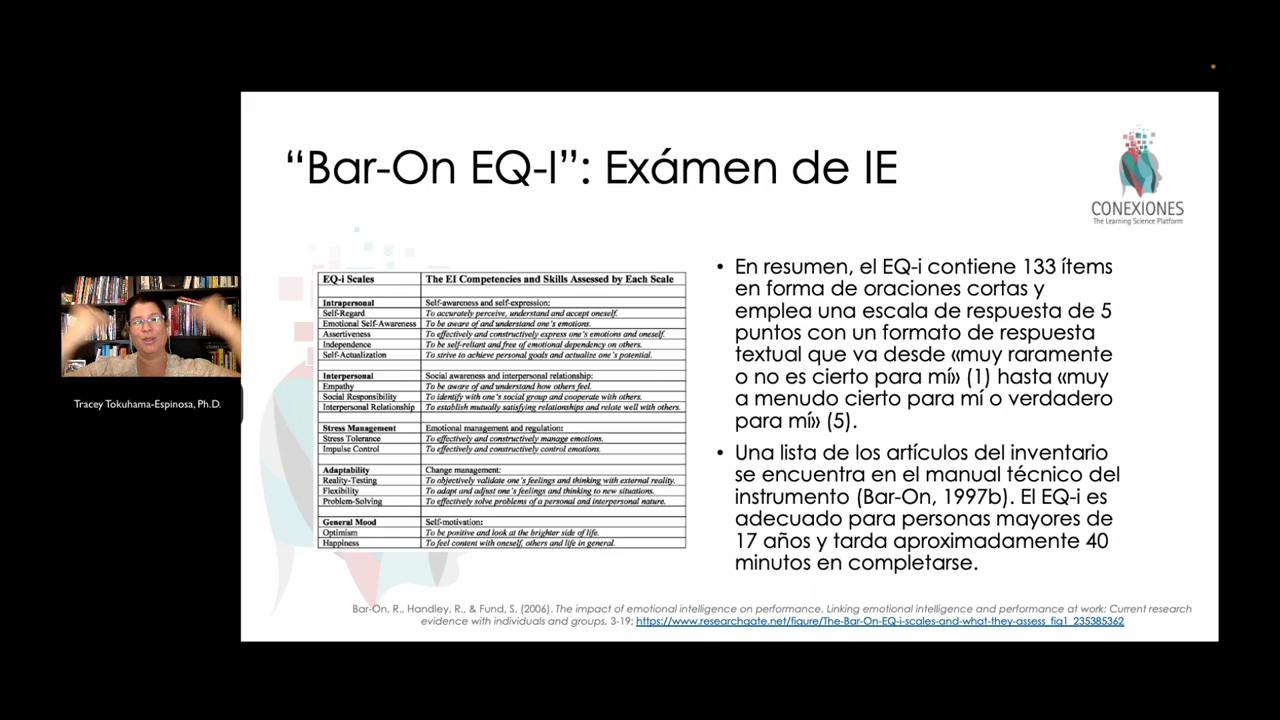 “Bar-On EQ-I”: Exámen de IE
CONEXIONES
The Learning Science Platform
EQ-i Scales The EI Competencies and Skills Assessed by Each Scale
Intrapersonal Self-awareness and self-expression:
Self-Regard To accurately perceive, understand and accept oneself.
Emotional Self-Awareness To be aware of and understand one's emotions.
Assertiveness To effectively and constructively express one's emotions and oneself.
Independence To be self-reliant and free of emotional dependency on others.
Self-Actualization To strive to achieve personal goals and actualize one's potential.
Interpersonal Social awareness and interpersonal relationship:
Empathy To be aware of and understand how others feel.
Social Responsibility To identify with one's social group and cooperate with others.
Interpersonal Relationship To establish mutually satisfying relationships and relate well with others.
Stress Management Emotional management and regulation:
Stress Tolerance To effectively and constructively manage emotions.
Impulse Control To effectively and constructively control emotions.
Adaptability Change management:
Reality-Testing To objectively validate one's feelings and thinking with external reality.
Flexibility To adapt and adjust one's feelings and thinking to new situations.
Problem-Solving To effectively solve problems of a personal and interpersonal nature.
General Mood Self-motivation:
Optimism To be positive and look at the brighter side of life.
Happiness To feel content with oneself, others and life in general.
• En resumen, el EQ-i contiene 133 ítems
en forma de oraciones cortas y
emplea una escala de respuesta de 5
puntos con un formato de respuesta
textual que va desde «muy raramente
o no es cierto para mí» (1) hasta «muy
a menudo cierto para mí o verdadero
para mí» (5).
• Una lista de los artículos del inventario
se encuentra en el manual técnico del
instrumento (Bar-On, 1997b). El EQ-i es
adecuado para personas mayores de
17 años y tarda aproximadamente 40
minutos en completarse.
Tracey Tokuhama-Espinosa, Ph.D.
Bar-On, R., Handley, R., & Fund, S. (2006). The impact of emotional intelligence on performance. Linking emotional intelligence and performance at work: Current research
evidence with individuals and groups, 3-19; https://www.researchgate.net/figure/The-Bar-On-EQ-i-scales-and-what-they-assess_fig1_235385362